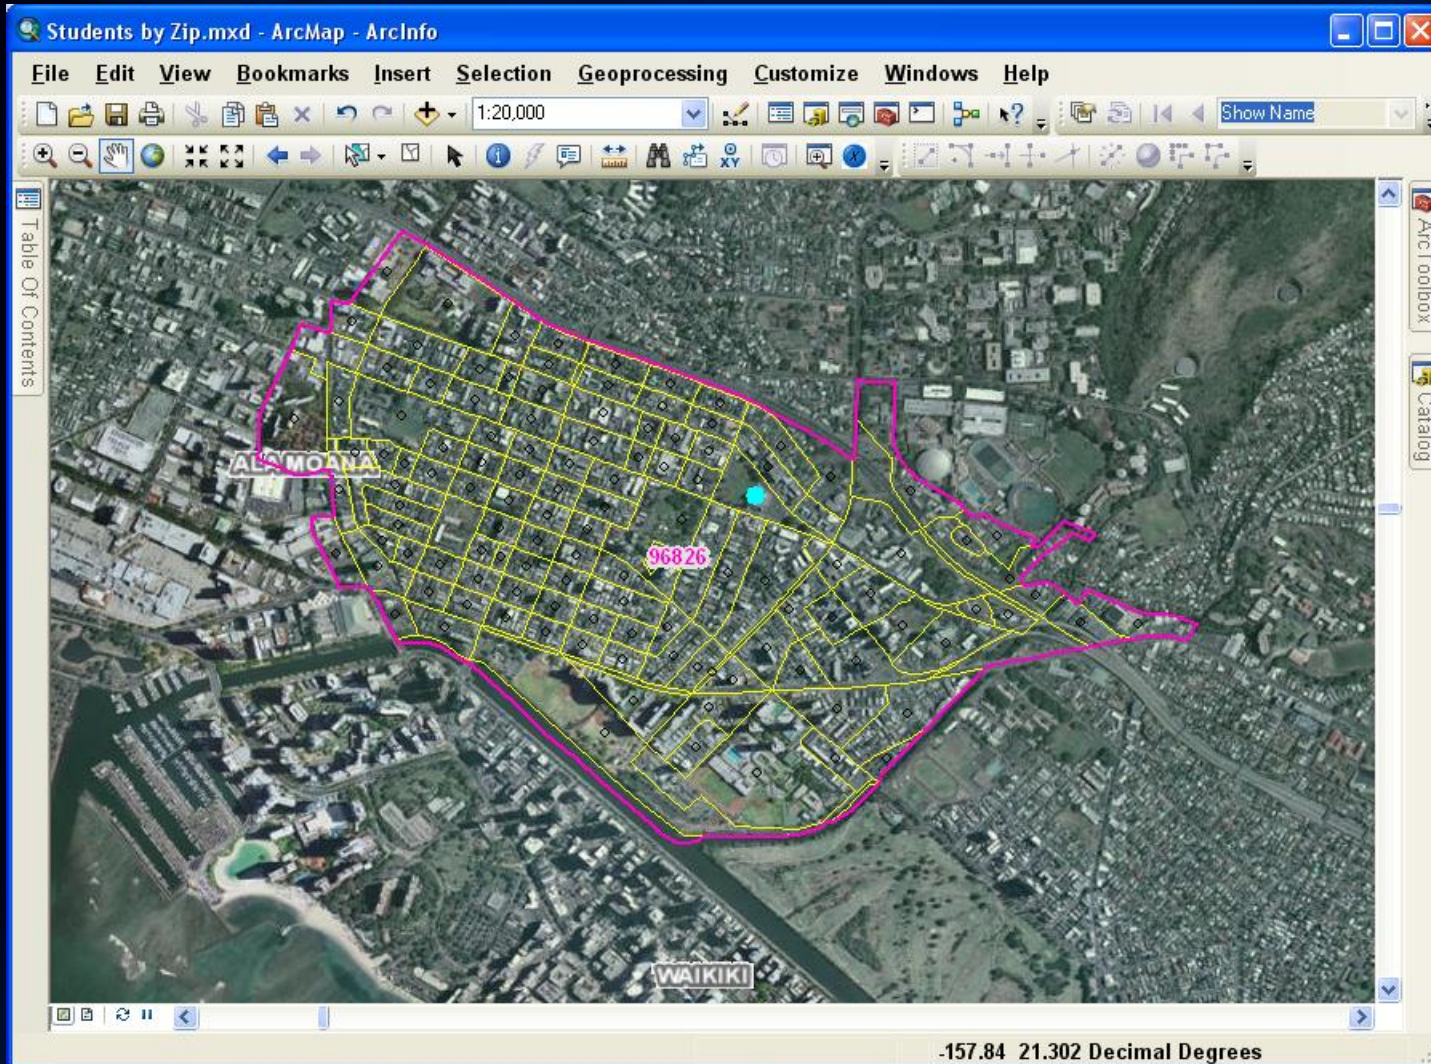 Students by Zip.mxd - ArcMap - ArcInfo
File Edit View Bookmarks Insert Selection Geoprocessing Customize Windows Help
1:20,000
Show Name
XY
Table Of Contents
ArcToolbox
Catalog
ALA MOANA
96826
WAIKIKI
-157.84 21.302 Decimal Degrees